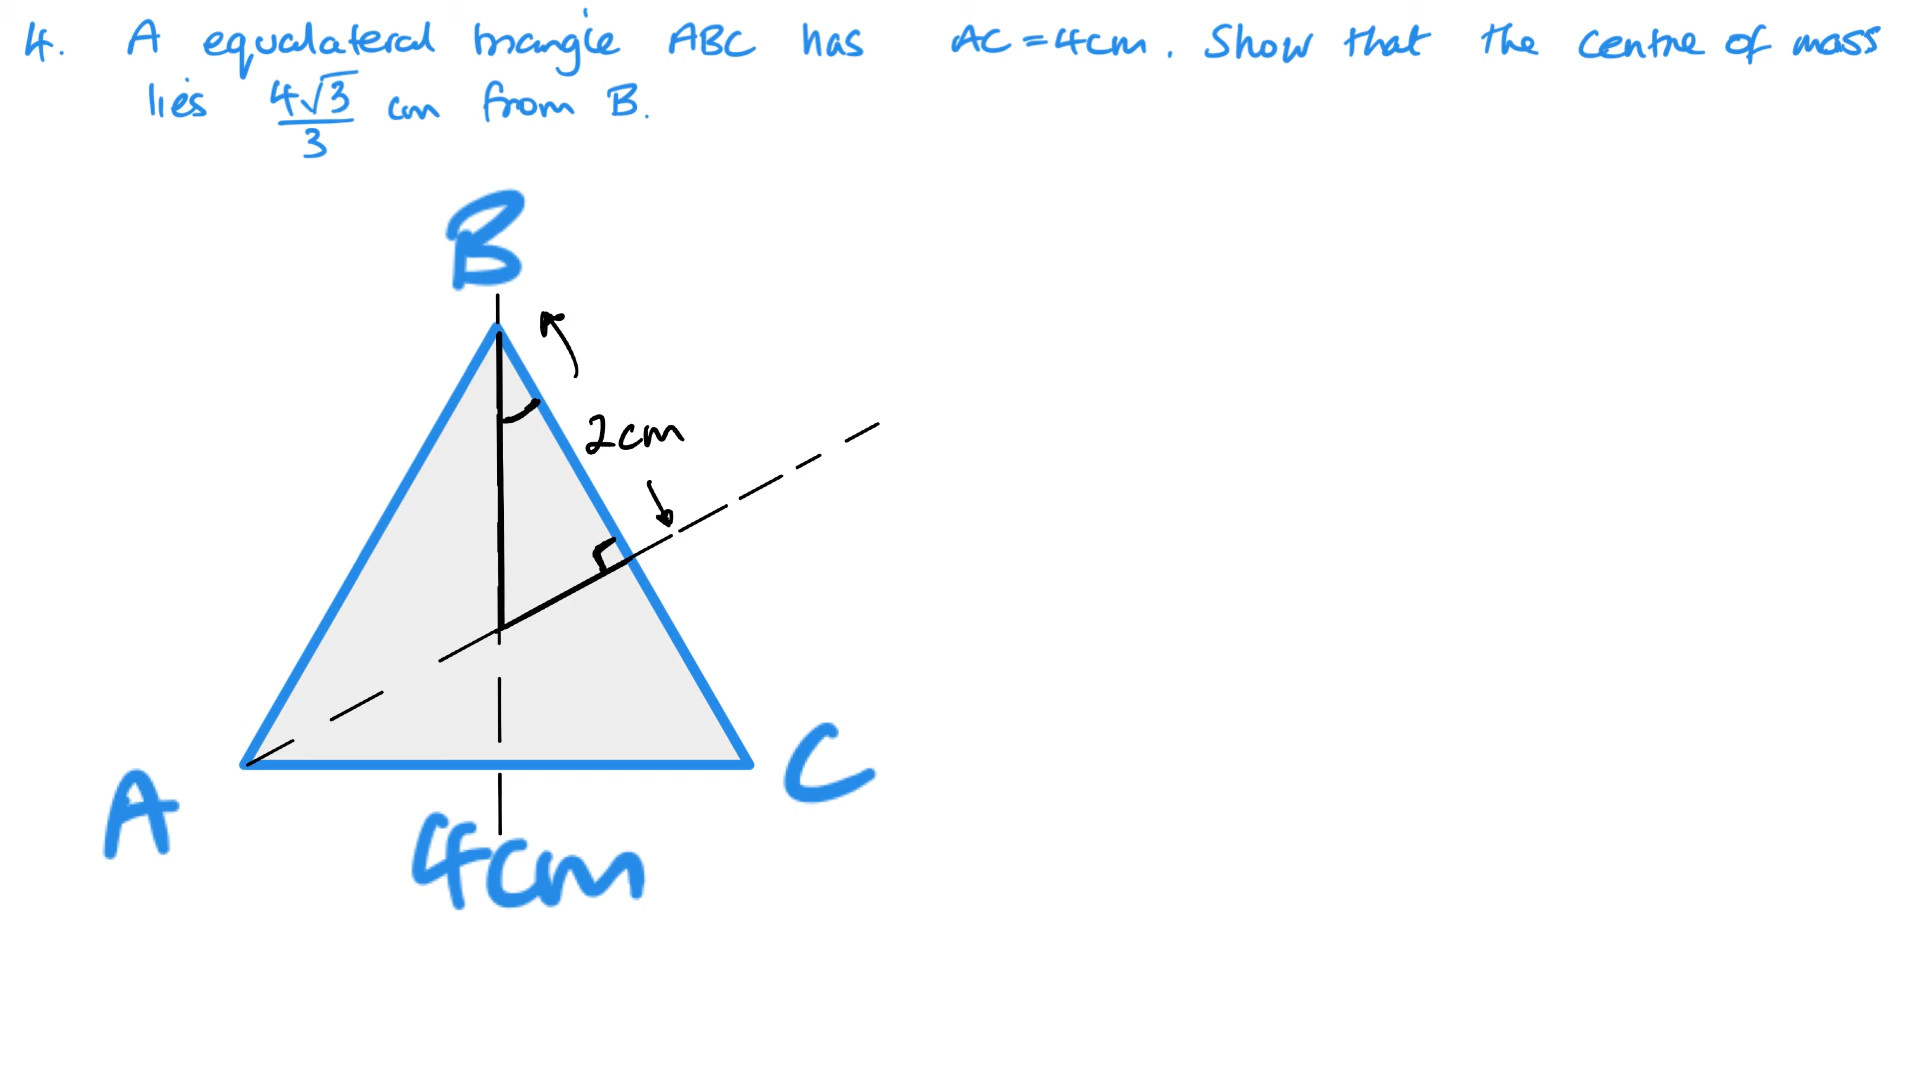 4. A equalateral triangle ABC has AC = 4cm. Show that the centre of mass
lies 4√3/3 cm from B.
B
2cm
A
C
4cm